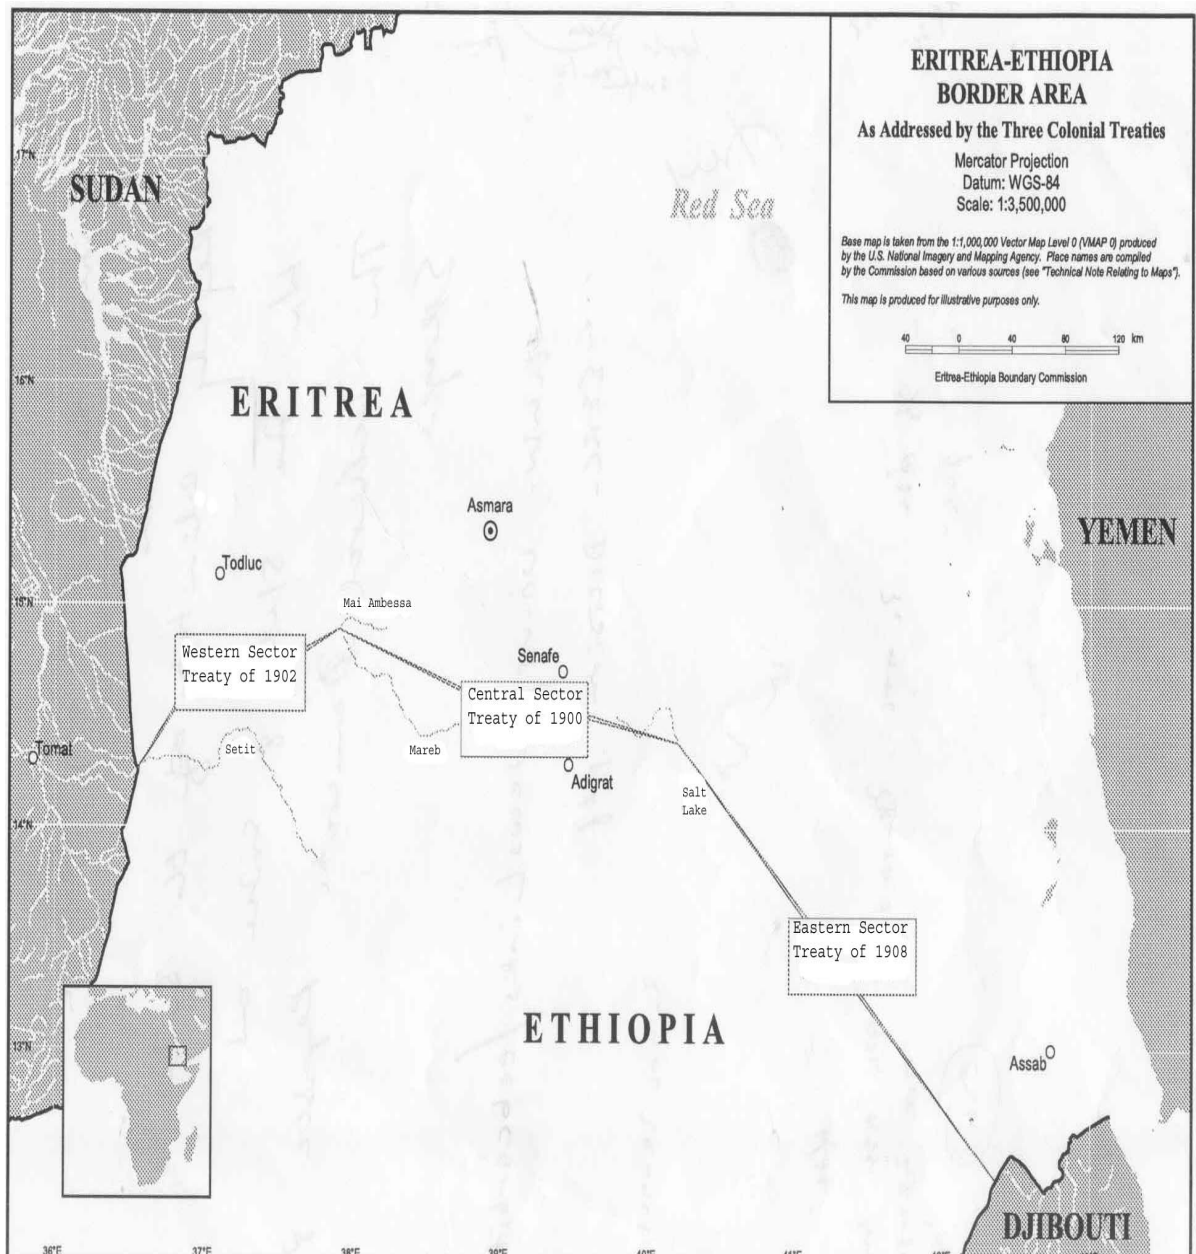 ERITREA-ETHIOPIA
BORDER AREA
As Addressed by the Three Colonial Treaties
Mercator Projection
Datum: WGS-84
Scale: 1:3,500,000
Base map is taken from the 1:1,000,000 Vector Map Level 0 (VMAP 0) produced
by the U.S. National Imagery and Mapping Agency. Place names are compiled
by the Commission based on various sources (see "Technical Note Relating to Maps").
This map is produced for illustrative purposes only.
40 0 40 80 120 km
Eritrea-Ethiopia Boundary Commission
17°N
SUDAN
Red Sea
16°N
ERITREA
Asmara
YEMEN
Todluc
15°N
Mai Ambessa
Western Sector
Treaty of 1902
Senafe
Central Sector
Treaty of 1900
Tomat
Setit
Mareb
Adigrat
Salt
Lake
14°N
Eastern Sector
Treaty of 1908
ETHIOPIA
13°N
Assab
DJIBOUTI
36°E 37°E 38°E 39°E 40°E 41°E